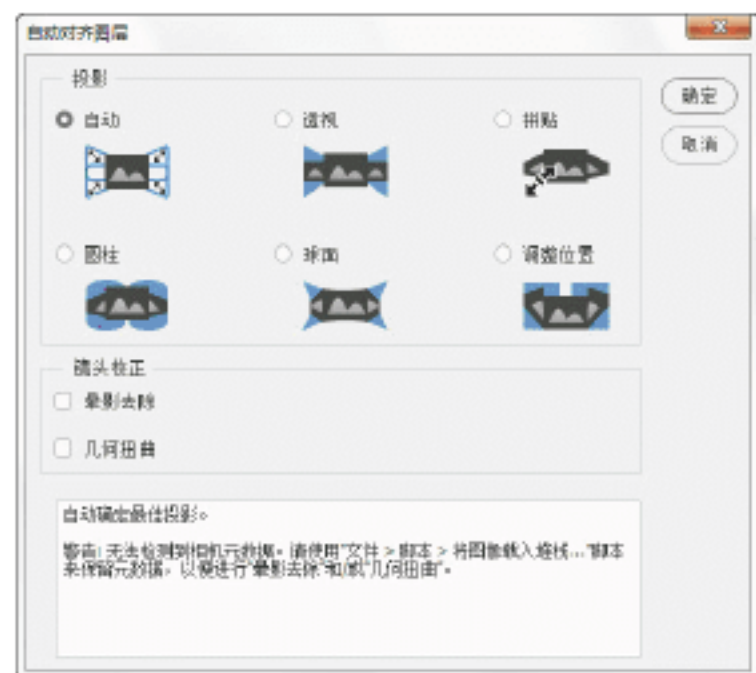 自动对齐图层
投影
确定
自动
透视
拼贴
取消
圆柱
球面
调整位置
镜头校正
晕影去除
几何扭曲
自动确定最佳投影。
警告: 无法检测到相机元数据。请使用“文件 > 脚本 > 将图像载入堆栈...”脚本
来保留元数据，以便进行“晕影去除”和/或“几何扭曲”。